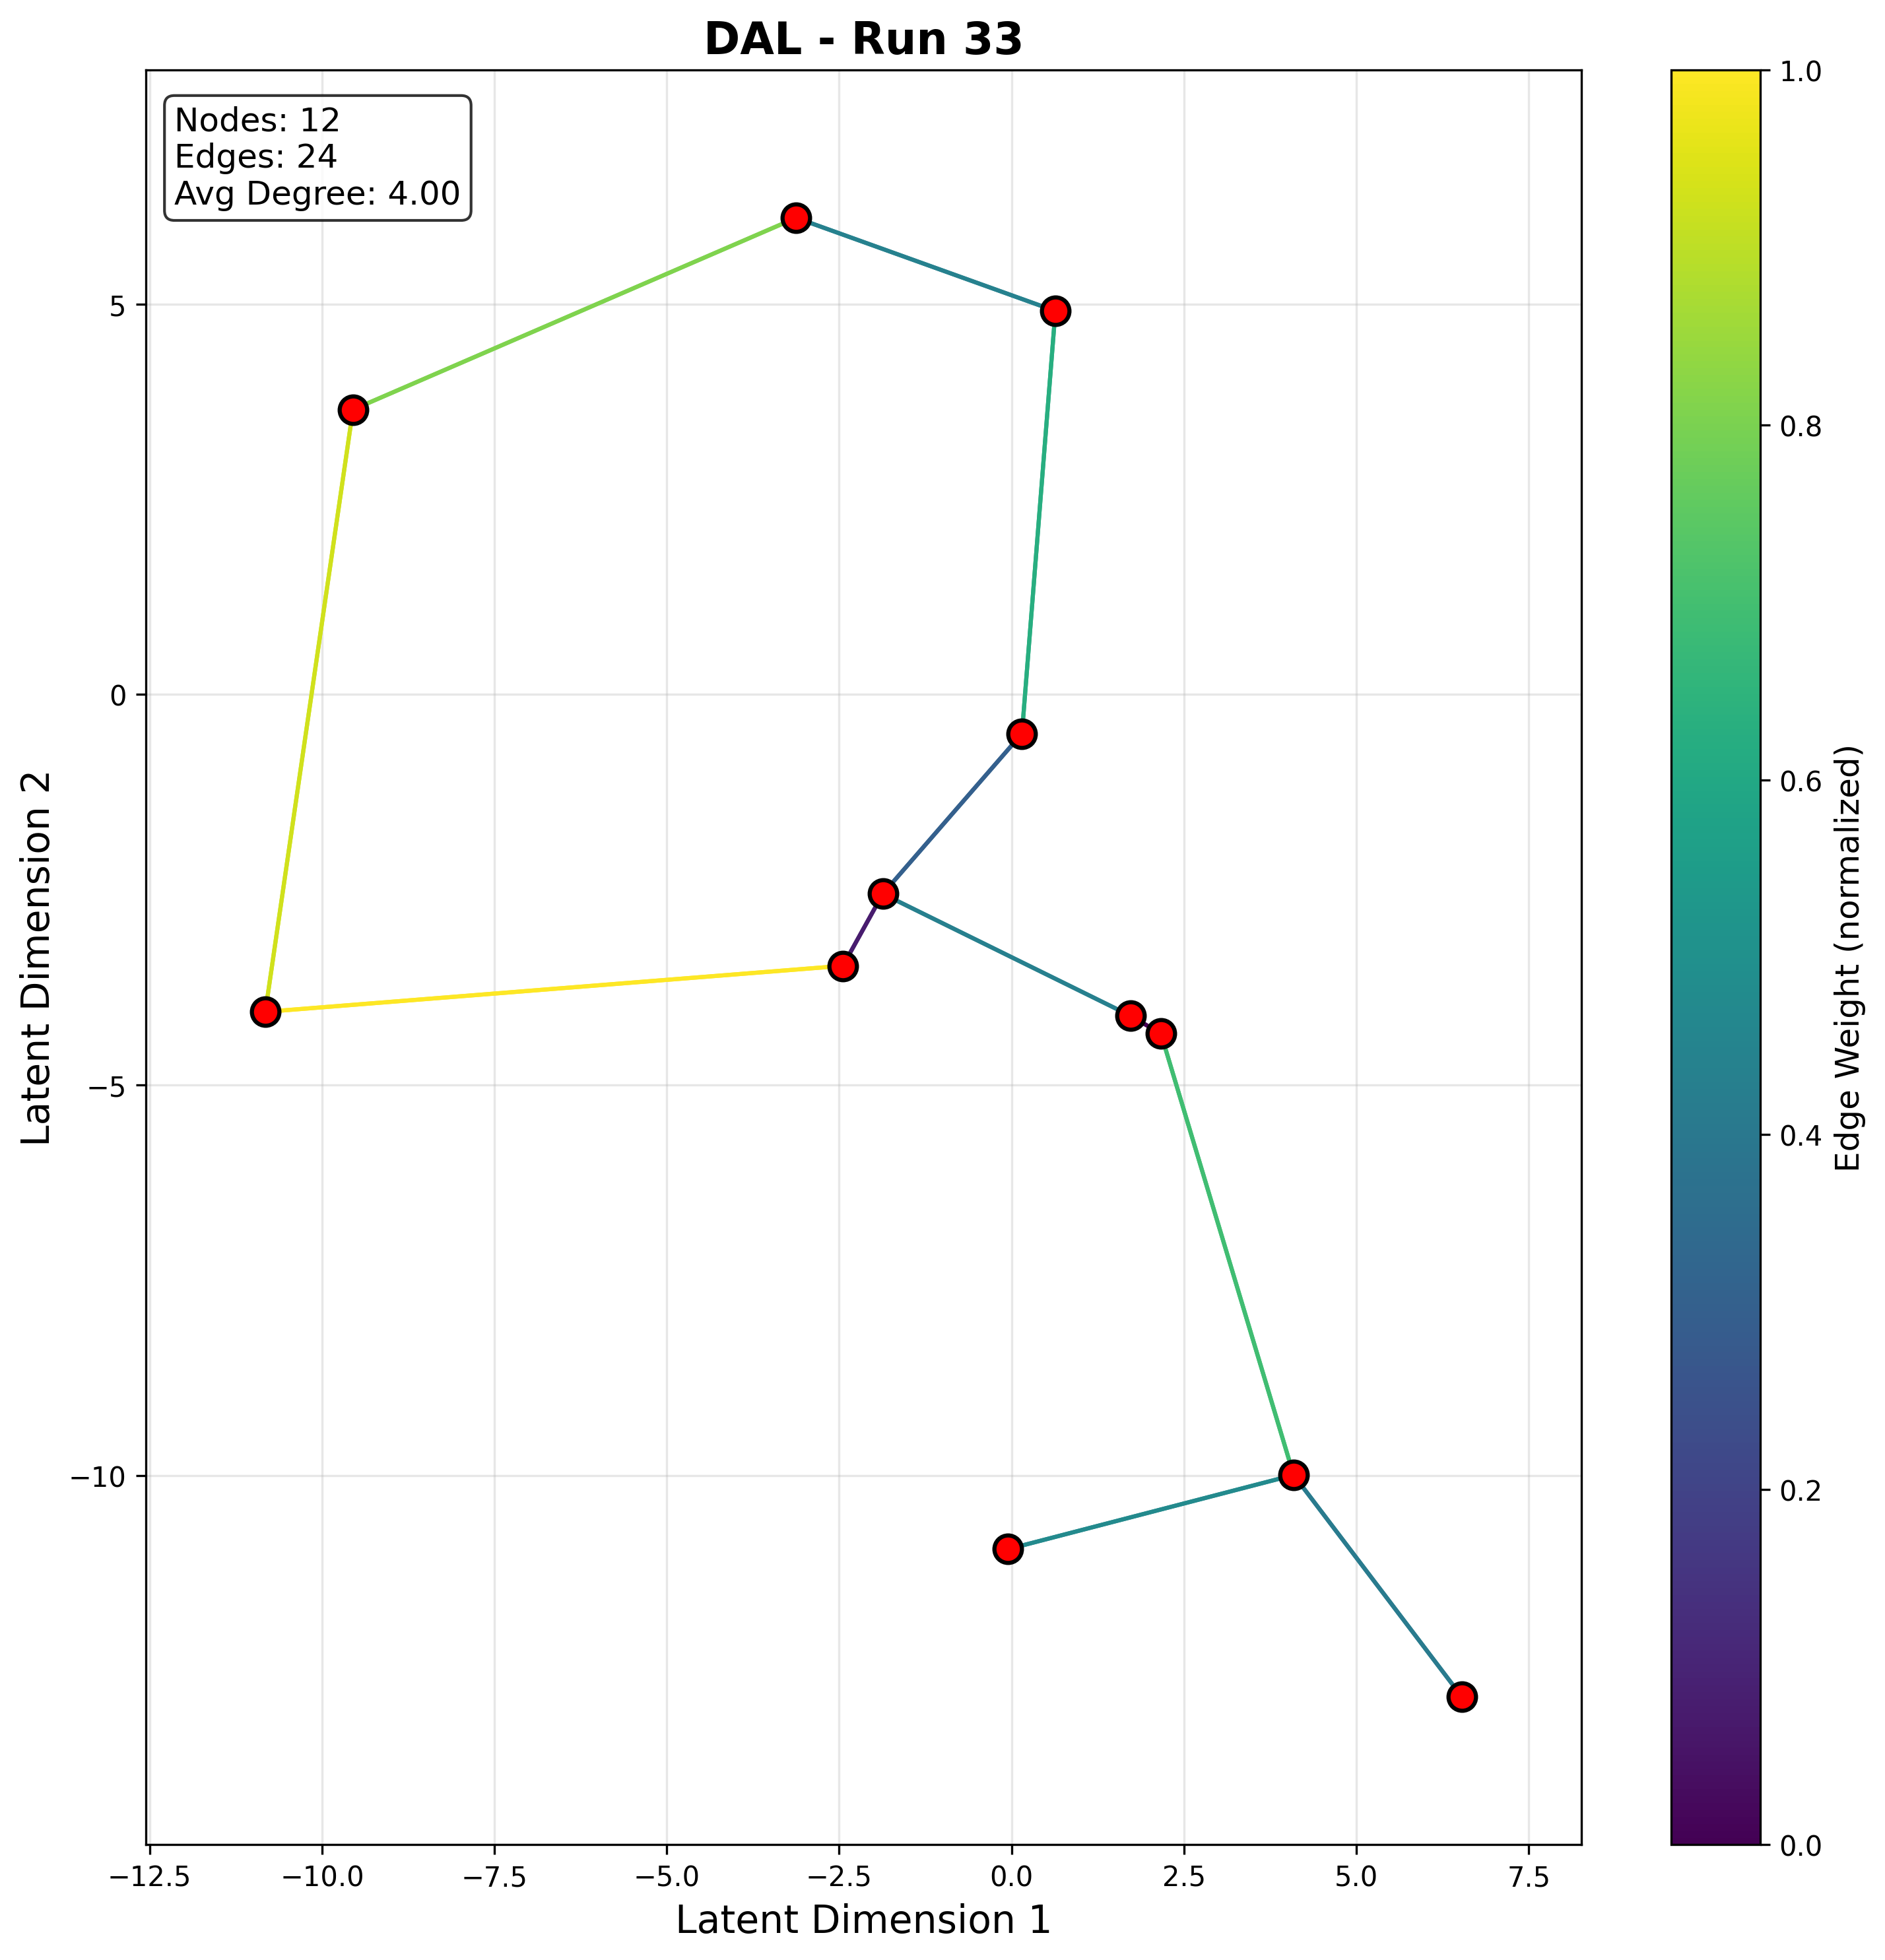 DAL - Run 33
Nodes: 12
Edges: 24
Avg Degree: 4.00
Latent Dimension 2
5
0
−5
−10
−12.5
−10.0
−7.5
−5.0
−2.5
0.0
2.5
5.0
7.5
Latent Dimension 1
1.0
0.8
0.6
0.4
0.2
0.0
Edge Weight (normalized)